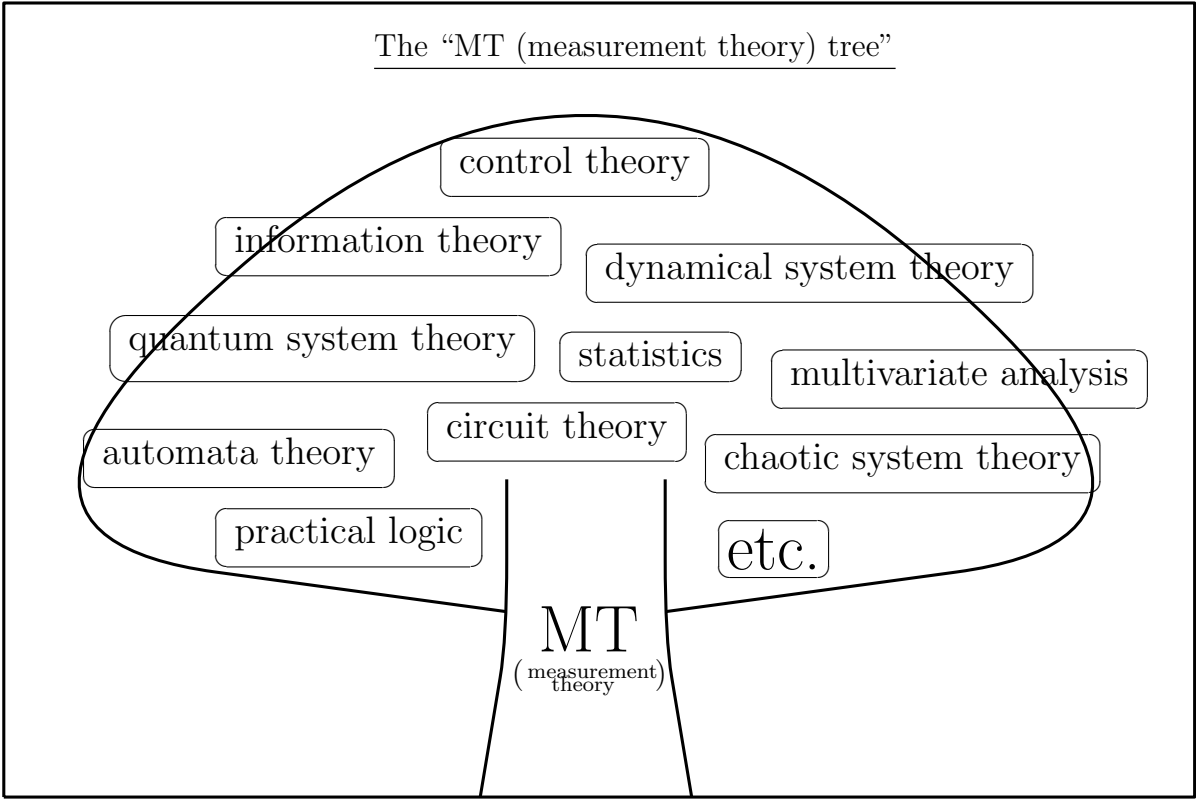 The “MT (measurement theory) tree”
control theory
information theory
dynamical system theory
quantum system theory
statistics
multivariate analysis
circuit theory
automata theory
chaotic system theory
practical logic
etc.
MT
( measurement )
theory